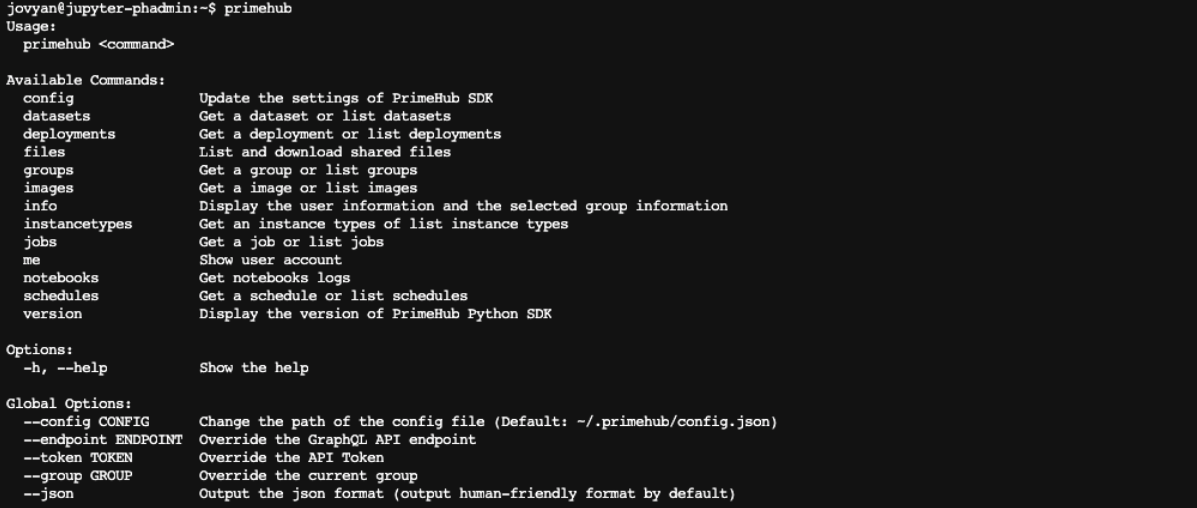 jovyan@jupyter-phadmin:~$ primehub
Usage:
  primehub <command>

Available Commands:
  config               Update the settings of PrimeHub SDK
  datasets             Get a dataset or list datasets
  deployments          Get a deployment or list deployments
  files                List and download shared files
  groups               Get a group or list groups
  images               Get a image or list images
  info                 Display the user information and the selected group information
  instancetypes        Get an instance types of list instance types
  jobs                 Get a job or list jobs
  me                   Show user account
  notebooks            Get notebooks logs
  schedules            Get a schedule or list schedules
  version              Display the version of PrimeHub Python SDK

Options:
  -h, --help           Show the help

Global Options:
  --config CONFIG      Change the path of the config file (Default: ~/.primehub/config.json)
  --endpoint ENDPOINT  Override the GraphQL API endpoint
  --token TOKEN        Override the API Token
  --group GROUP        Override the current group
  --json               Output the json format (output human-friendly format by default)